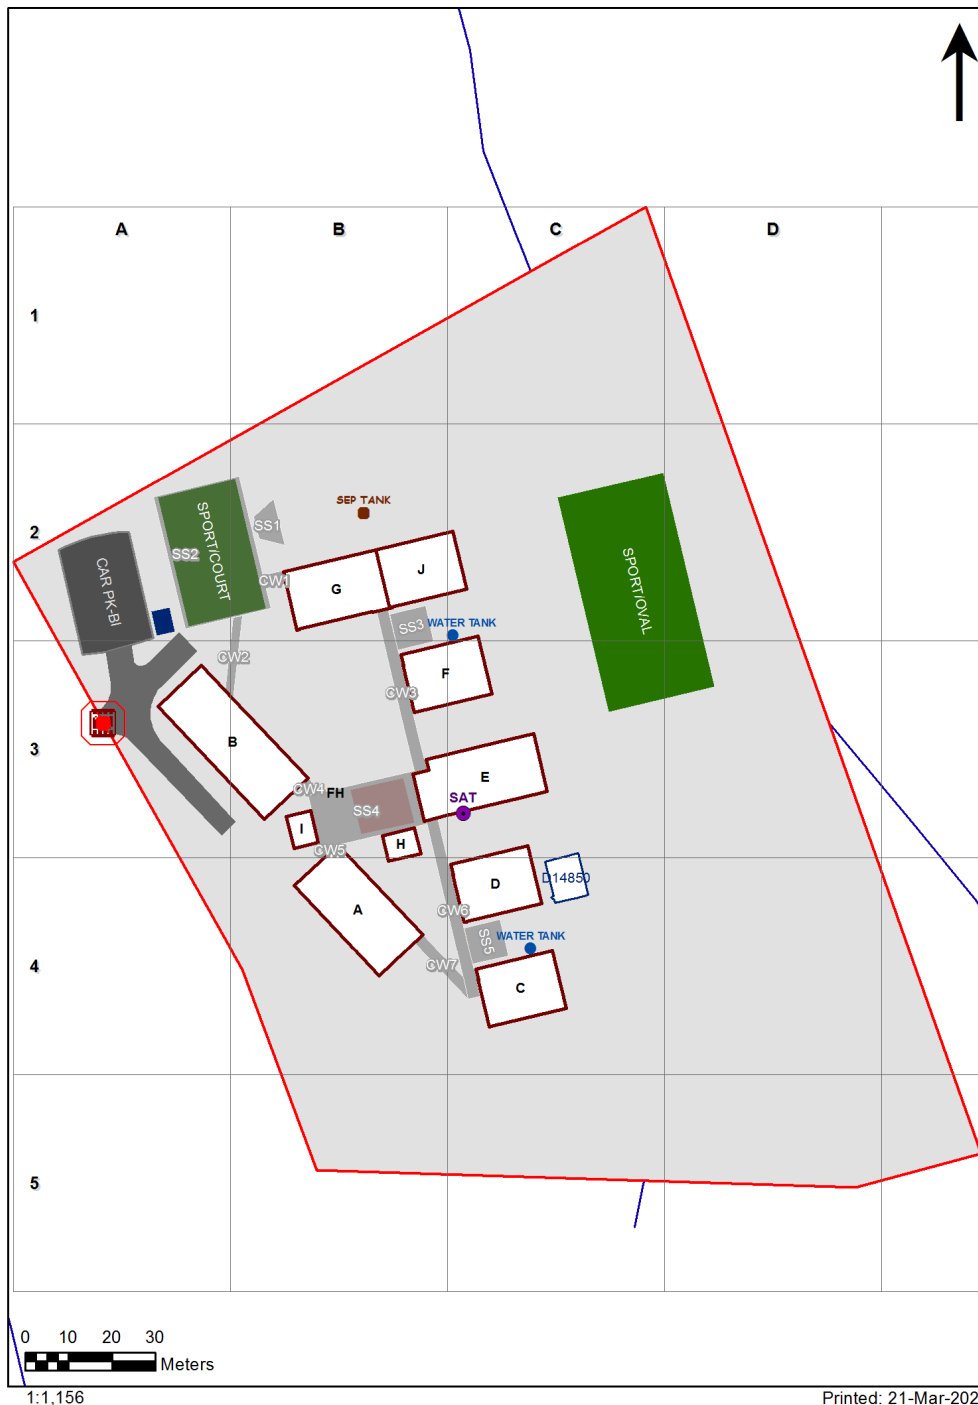 A
B
C
D
1
SEP TANK
2
SPORT/COURT
SS1
SS2
CAR PK-BI
SPORT/OVAL
CW1
G
J
SS3
WATER TANK
CW2
F
CW3
3
B
E
CW4
FH
SS4
SAT
I
H
CW5
D14850
D
A
CW6
SS5
WATER TANK
4
CW7
C
5
0 10 20 30
Meters
1:1,156
Printed: 21-Mar-202